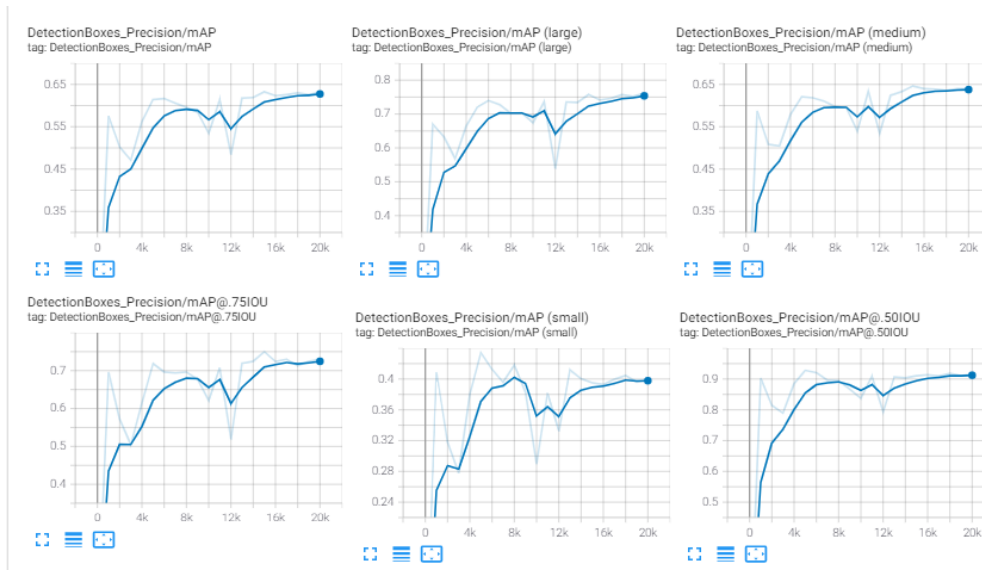 DetectionBoxes_Precision/mAP
tag: DetectionBoxes_Precision/mAP
0.65
0.55
0.45
0.35
0 4k 8k 12k 16k 20k
DetectionBoxes_Precision/mAP (large)
tag: DetectionBoxes_Precision/mAP (large)
0.8
0.7
0.6
0.5
0.4
0 4k 8k 12k 16k 20k
DetectionBoxes_Precision/mAP (medium)
tag: DetectionBoxes_Precision/mAP (medium)
0.65
0.55
0.45
0.35
0 4k 8k 12k 16k 20k
DetectionBoxes_Precision/mAP@.75IOU
tag: DetectionBoxes_Precision/mAP@.75IOU
0.7
0.6
0.5
0.4
0 4k 8k 12k 16k 20k
DetectionBoxes_Precision/mAP (small)
tag: DetectionBoxes_Precision/mAP (small)
0.4
0.36
0.32
0.28
0.24
0 4k 8k 12k 16k 20k
DetectionBoxes_Precision/mAP@.50IOU
tag: DetectionBoxes_Precision/mAP@.50IOU
0.9
0.8
0.7
0.6
0.5
0 4k 8k 12k 16k 20k